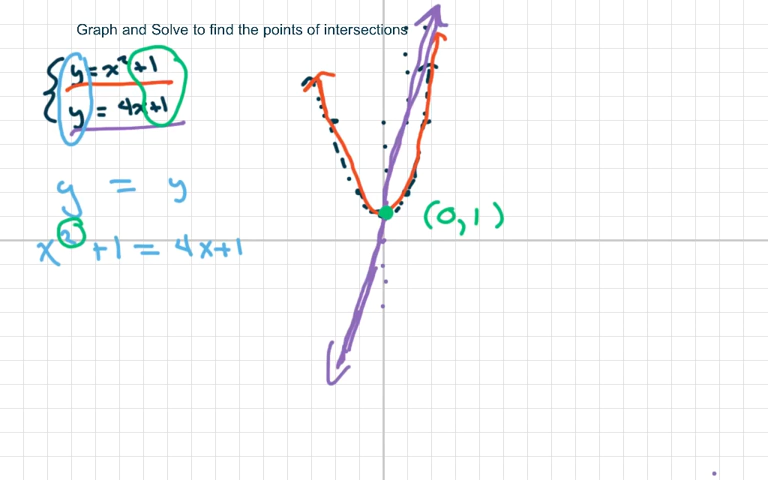 Graph and Solve to find the points of intersections
y = x² + 1
y = 4x + 1
y = y
x² + 1 = 4x + 1
(0, 1)